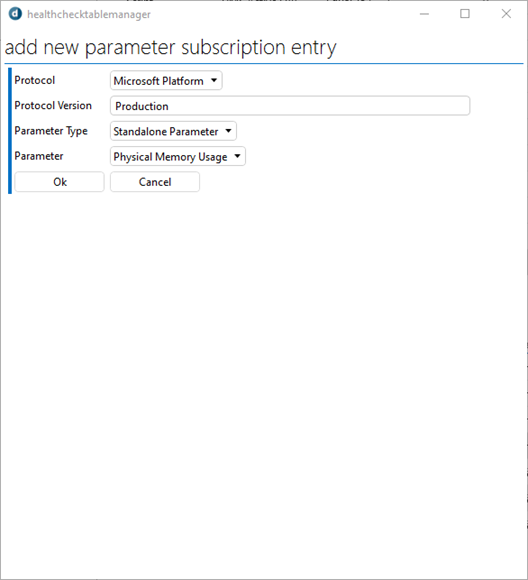 healthchecktablemanager
add new parameter subscription entry
Protocol Microsoft Platform
Protocol Version Production
Parameter Type Standalone Parameter
Parameter Physical Memory Usage
Ok Cancel